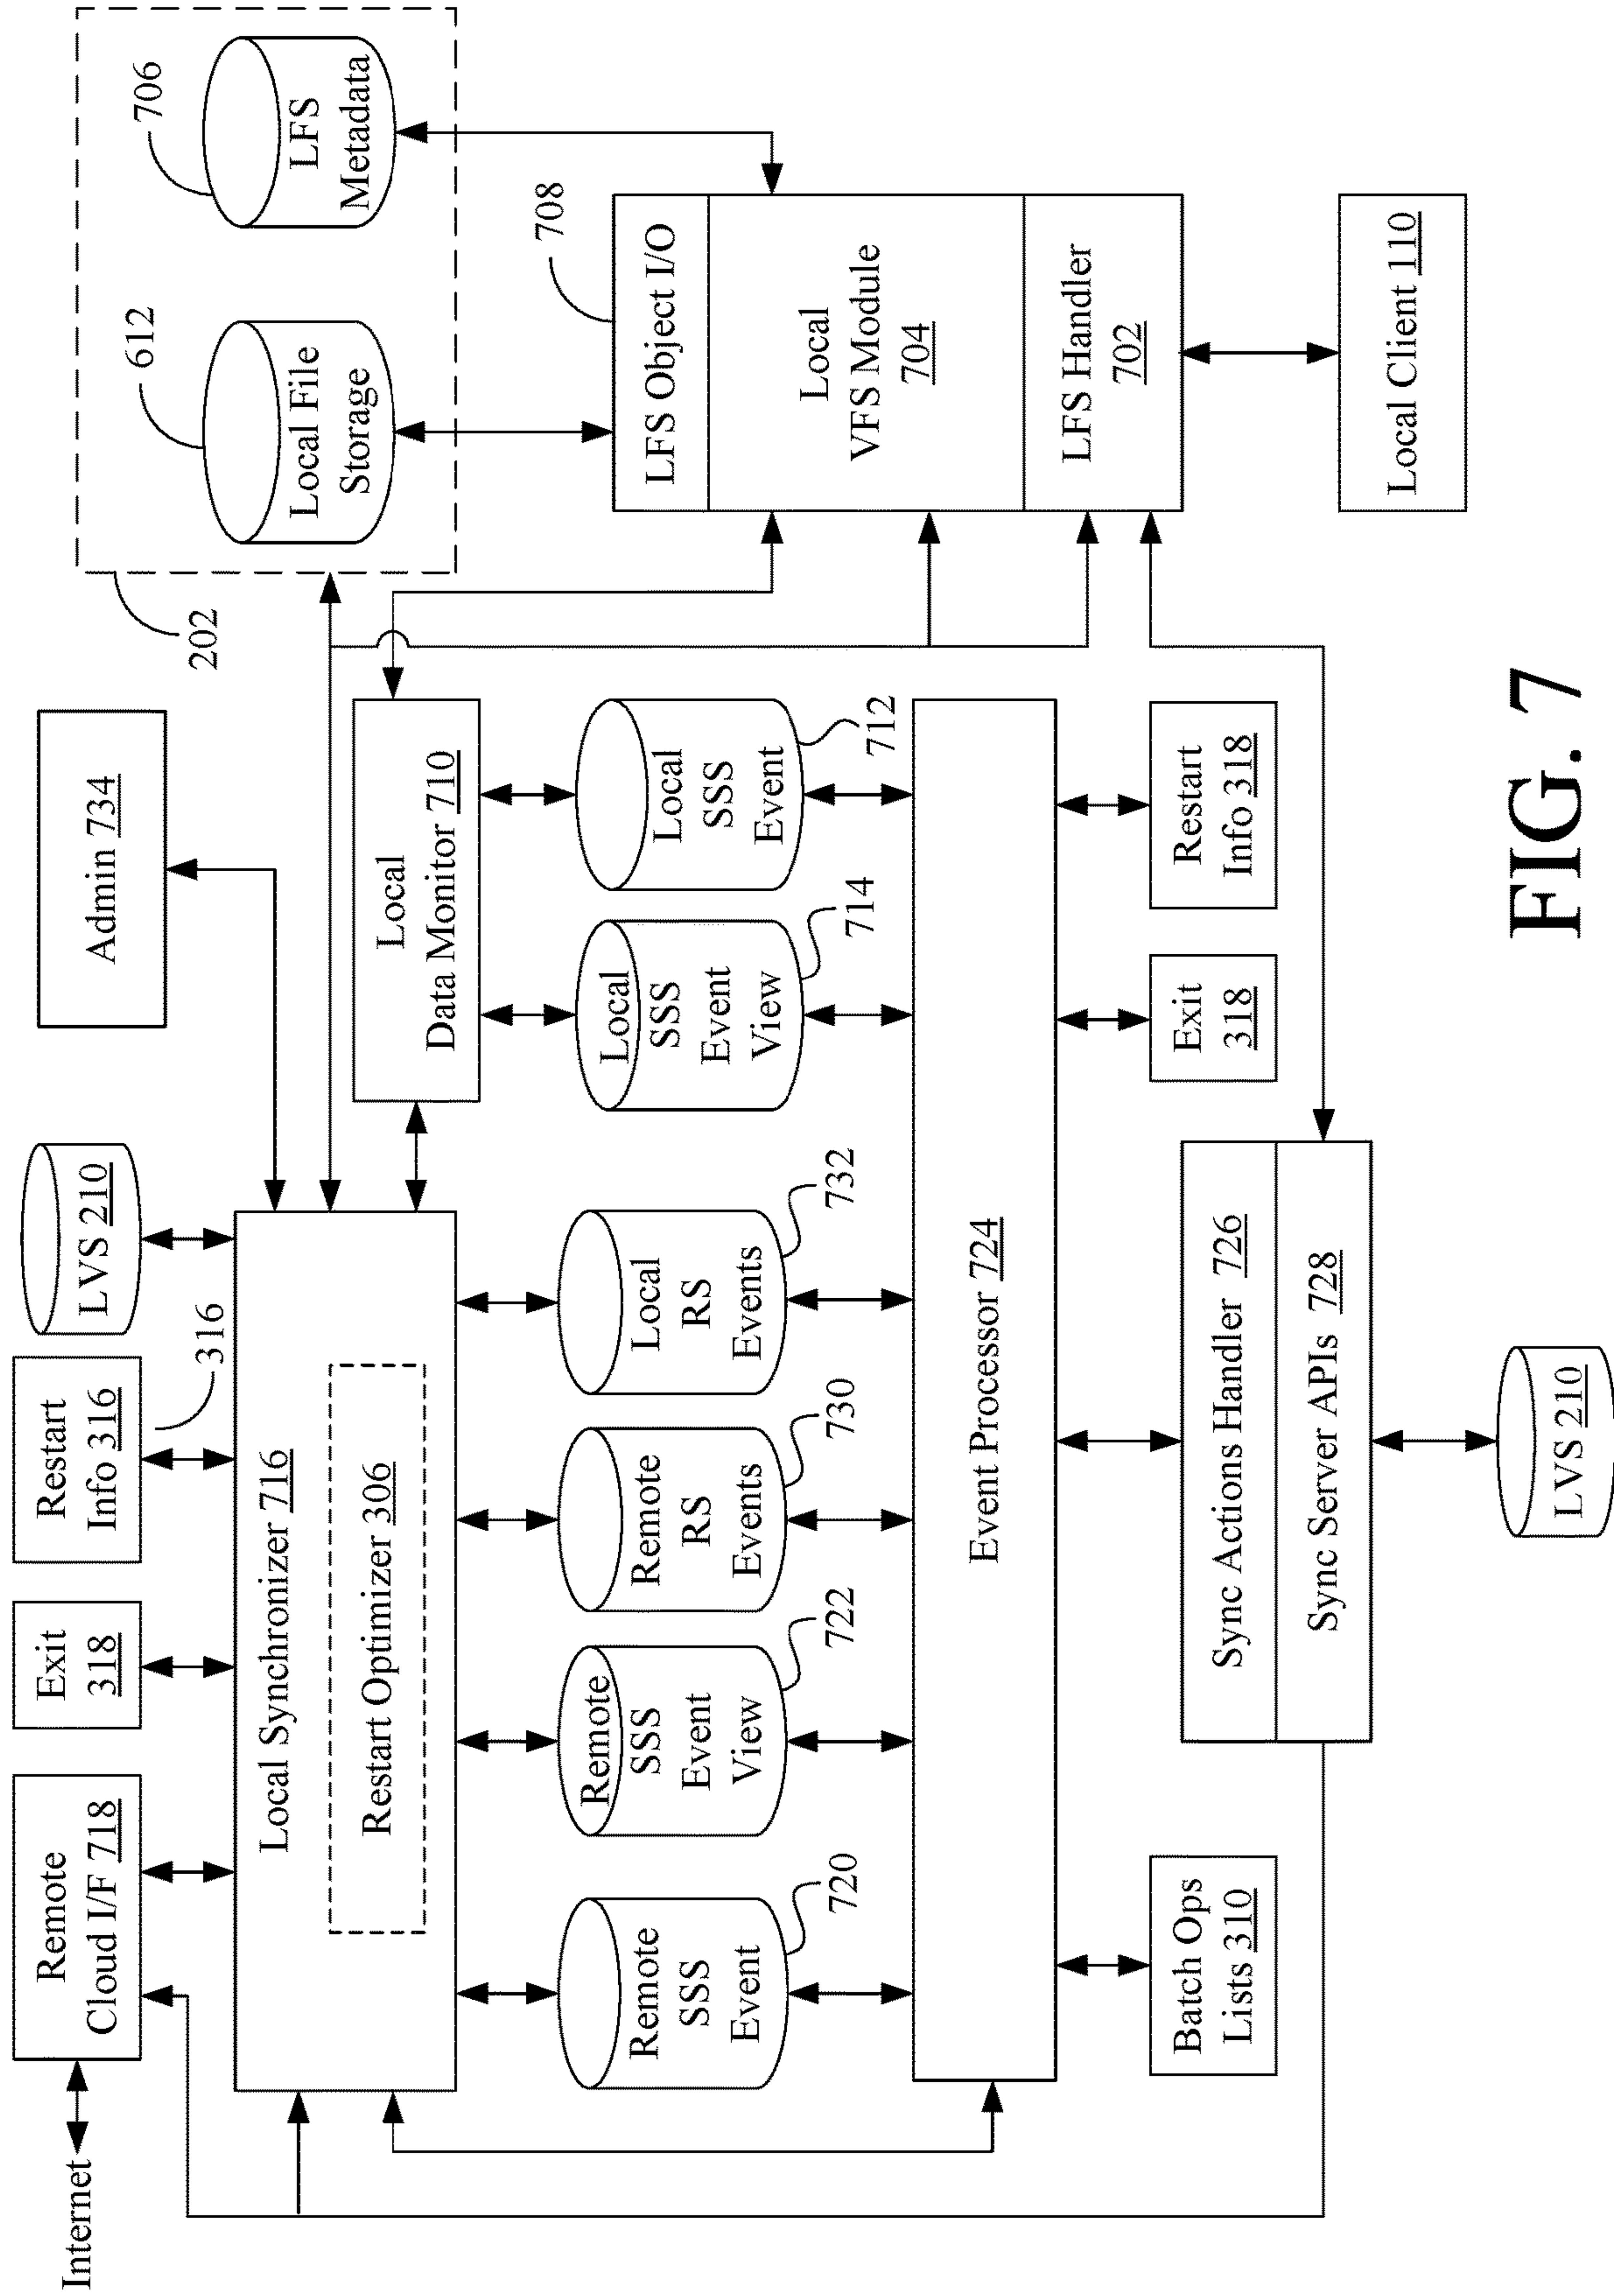 Internet
Remote
Cloud I/F 718
Exit
318
Restart
Info 316
316
LVS 210
Admin 734
202
612
Local File
Storage
706
LFS
Metadata
Local Synchronizer 716
Restart Optimizer 306
Local
Data Monitor 710
708
LFS Object I/O
Local
VFS Module
704
LFS Handler
702
Local Client 110
Remote
SSS
Event
720
Remote
SSS
Event
View
722
Remote
RS
Events
730
Local
RS
Events
732
Local
SSS
Event
View
714
Local
SSS
Event
712
Event Processor 724
Batch Ops
Lists 310
Sync Actions Handler 726
Sync Server APIs 728
Exit
318
Restart
Info 318
LVS 210
FIG. 7